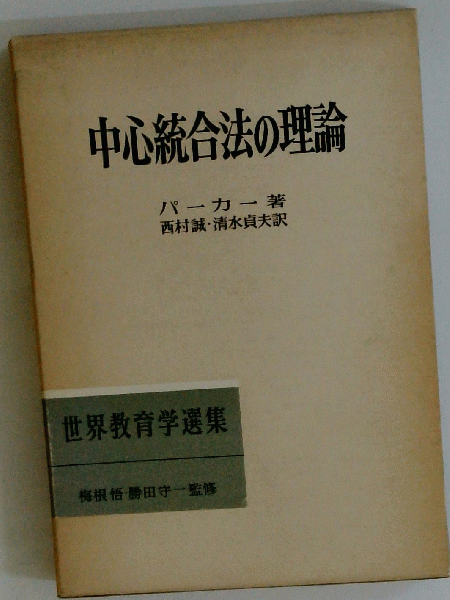 中心統合法の理論
パーカー著
西村誠・清水貞夫訳
世界教育学選集
梅根悟・勝田守一監修